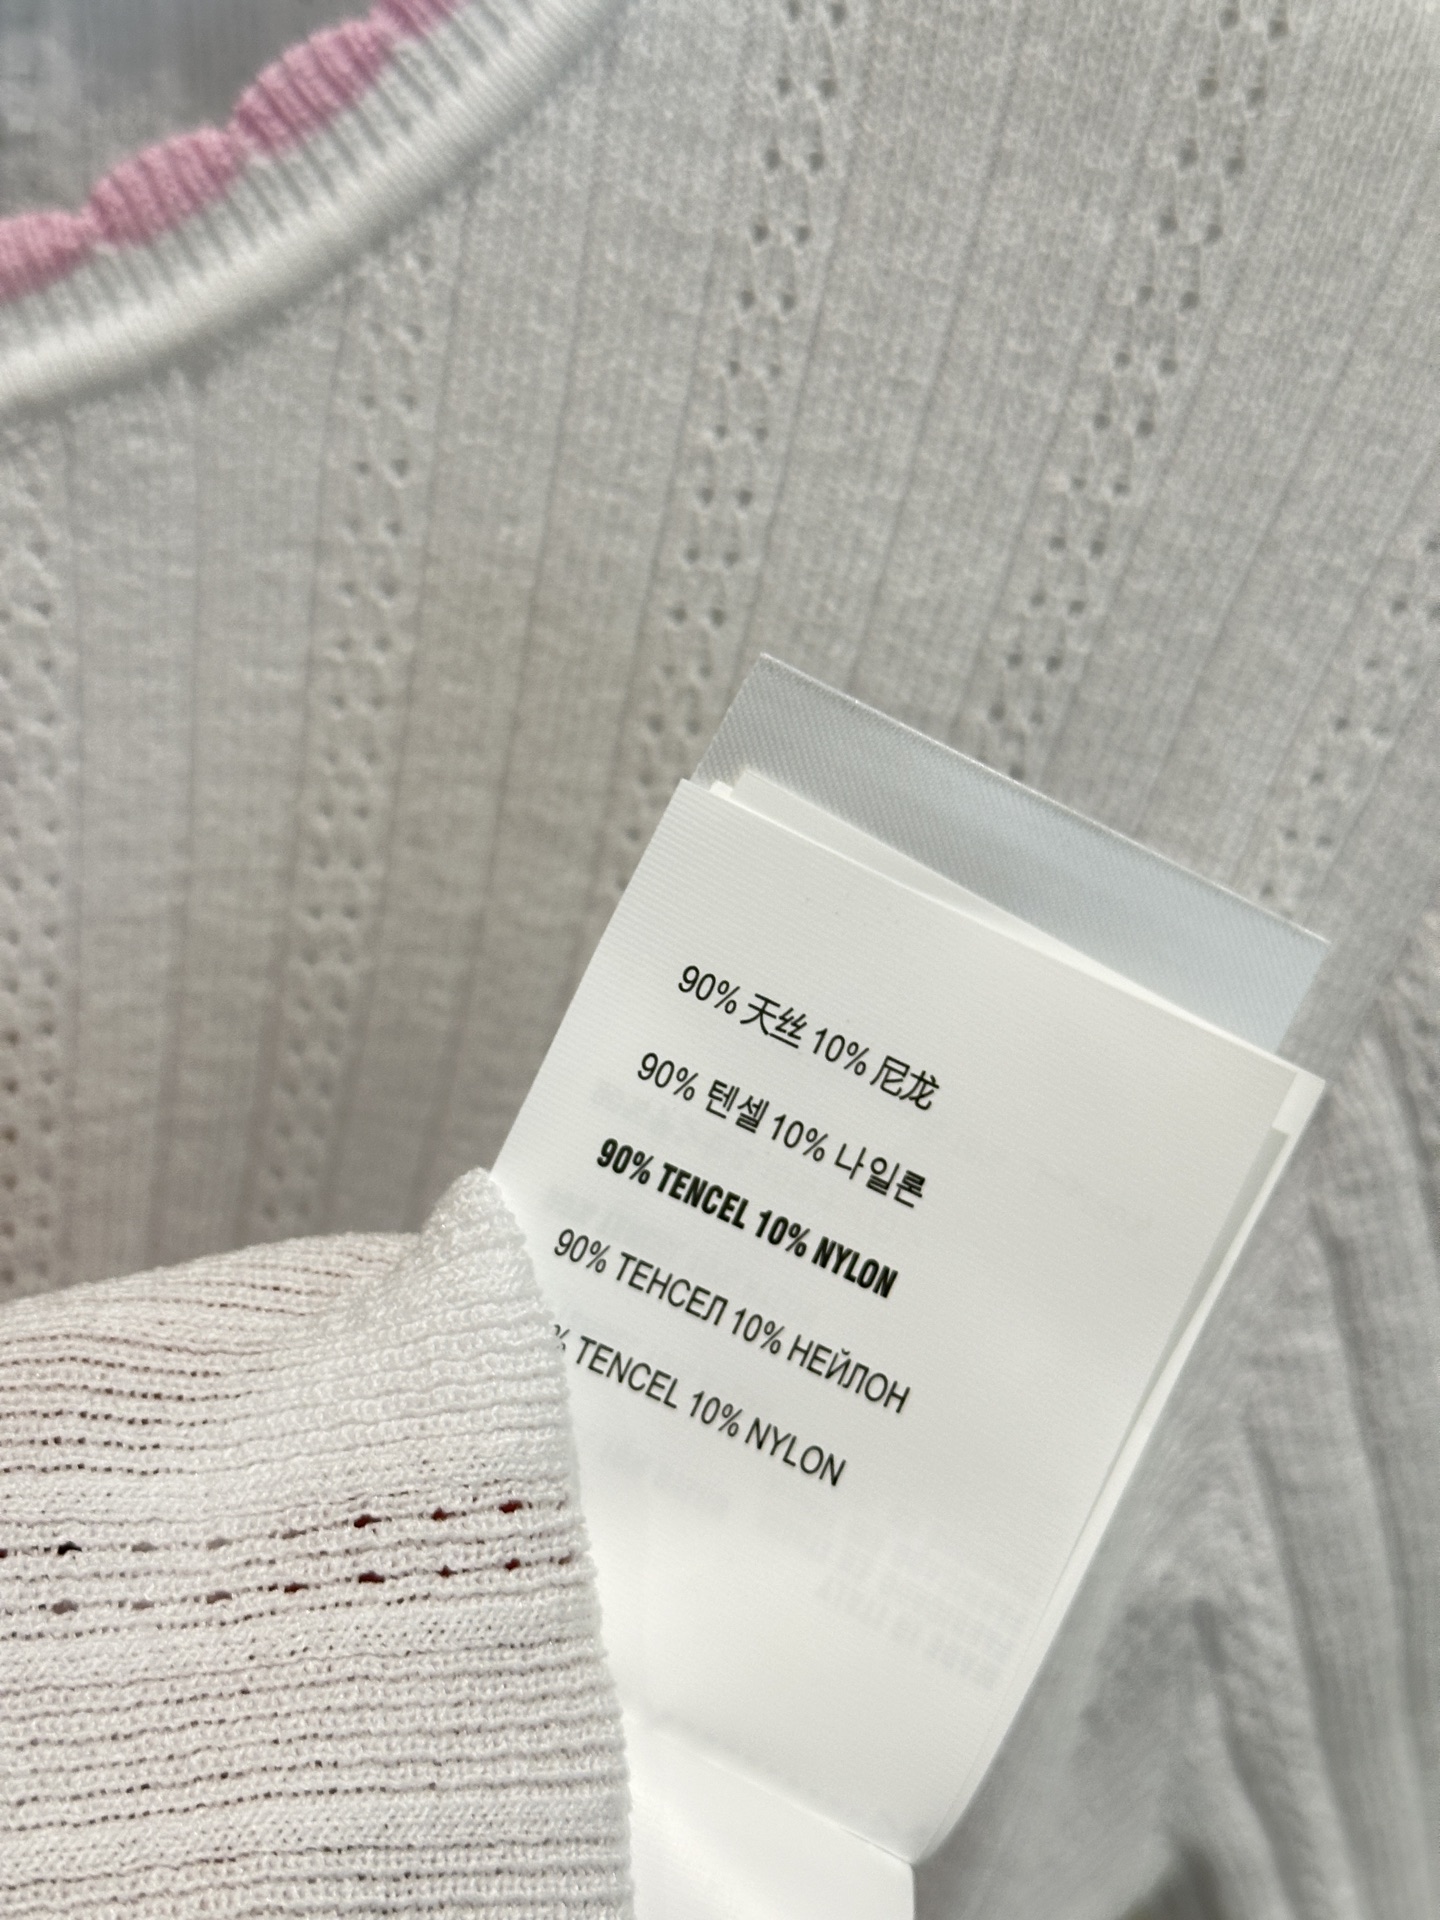 90% 天丝 10% 尼龙
90% 텐셀 10% 나일론
90% TENCEL 10% NYLON
90% ТЕНСЕЛ 10% НЕЙЛОН
% TENCEL 10% NYLON